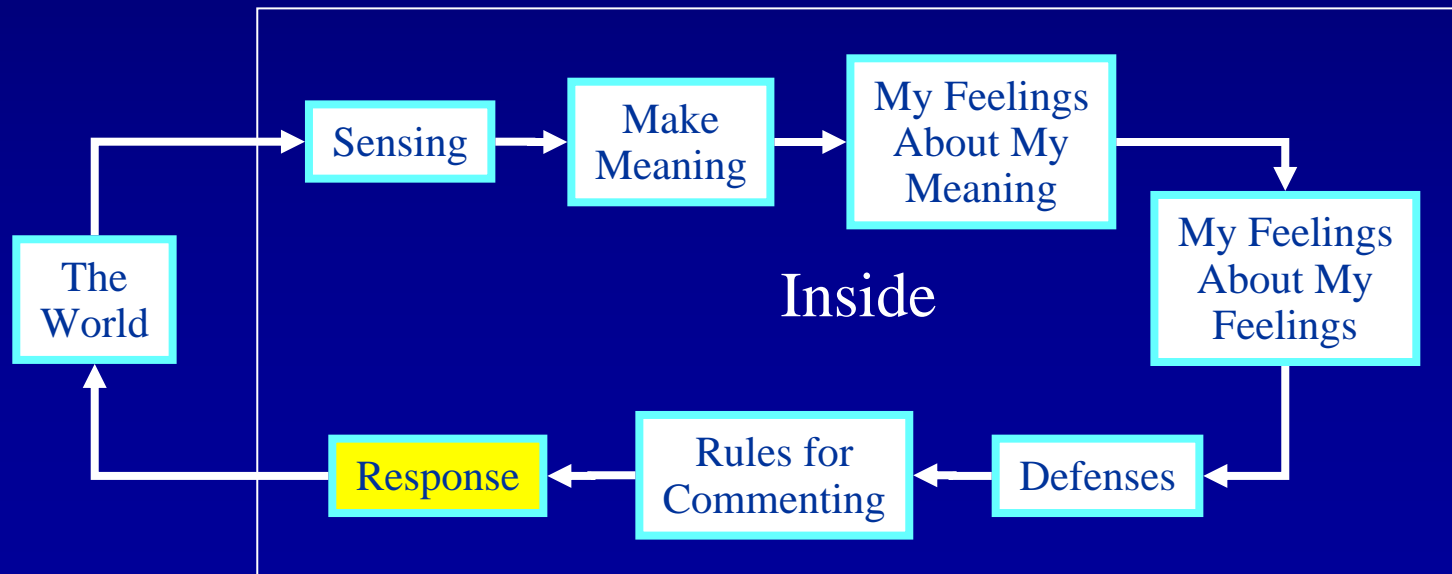 Sensing
Make
Meaning
My Feelings
About My
Meaning
My Feelings
About My
Feelings
The
World
Inside
Response
Rules for
Commenting
Defenses